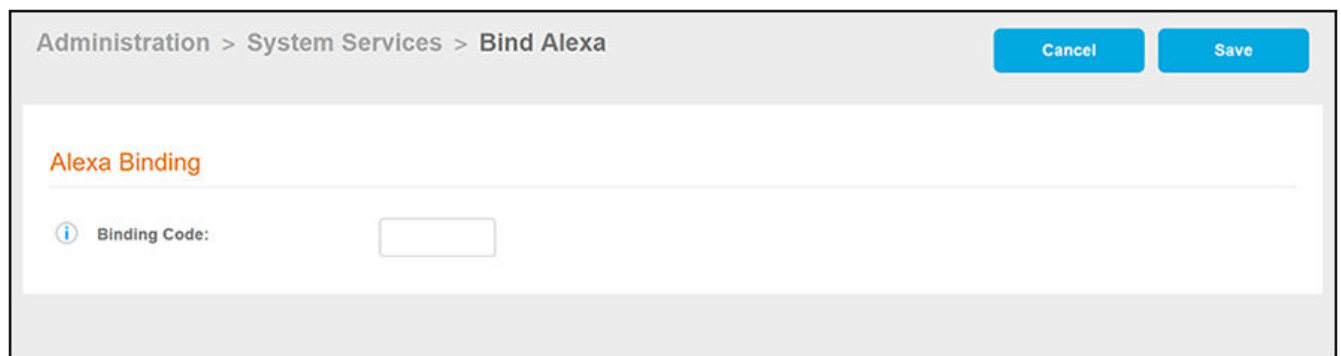 Administration > System Services > Bind Alexa
Cancel
Save
Alexa Binding
i Binding Code: